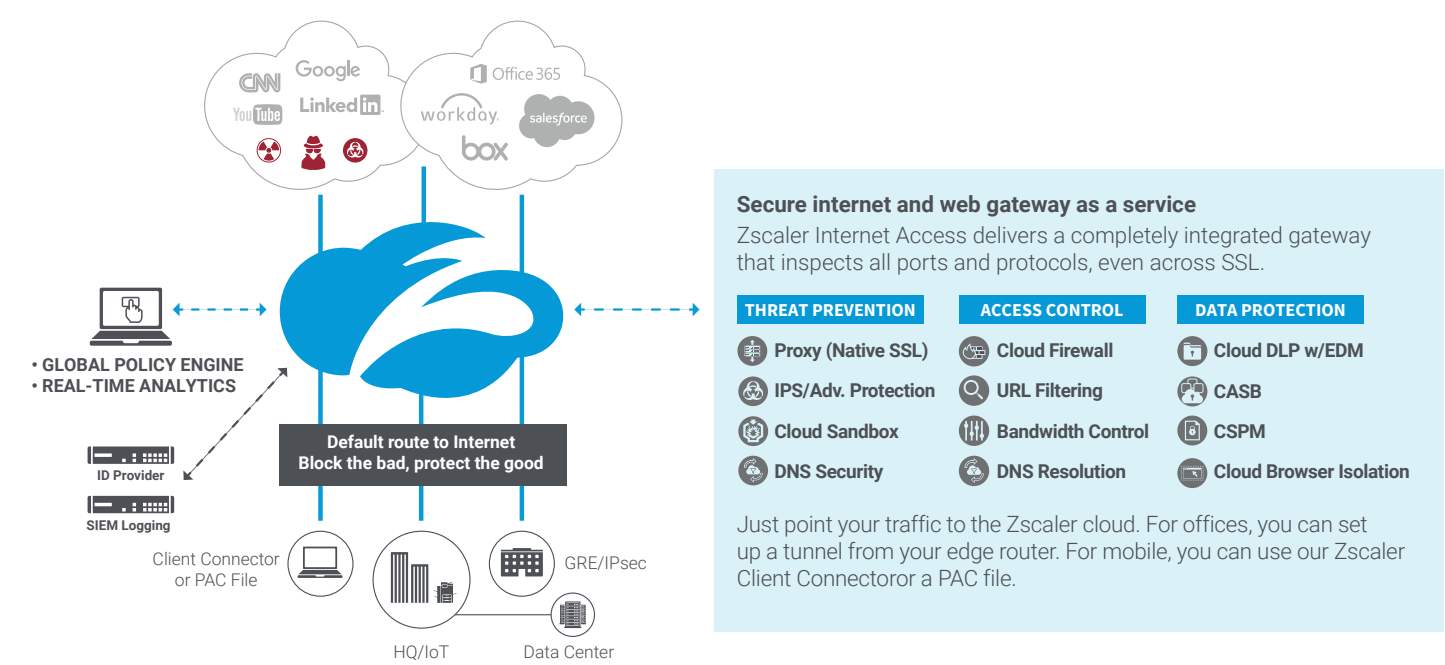 CNN
Google
YouTube
Linked in
Office 365
workday.
salesforce
box
• GLOBAL POLICY ENGINE
• REAL-TIME ANALYTICS
ID Provider
SIEM Logging
Default route to Internet
Block the bad, protect the good
Client Connector
or PAC File
GRE/IPsec
HQ/IoT
Data Center
Secure internet and web gateway as a service
Zscaler Internet Access delivers a completely integrated gateway
that inspects all ports and protocols, even across SSL.
THREAT PREVENTION
Proxy (Native SSL)
IPS/Adv. Protection
Cloud Sandbox
DNS Security
ACCESS CONTROL
Cloud Firewall
URL Filtering
Bandwidth Control
DNS Resolution
DATA PROTECTION
Cloud DLP w/EDM
CASB
CSPM
Cloud Browser Isolation
Just point your traffic to the Zscaler cloud. For offices, you can set
up a tunnel from your edge router. For mobile, you can use our Zscaler
Client Connectoror a PAC file.